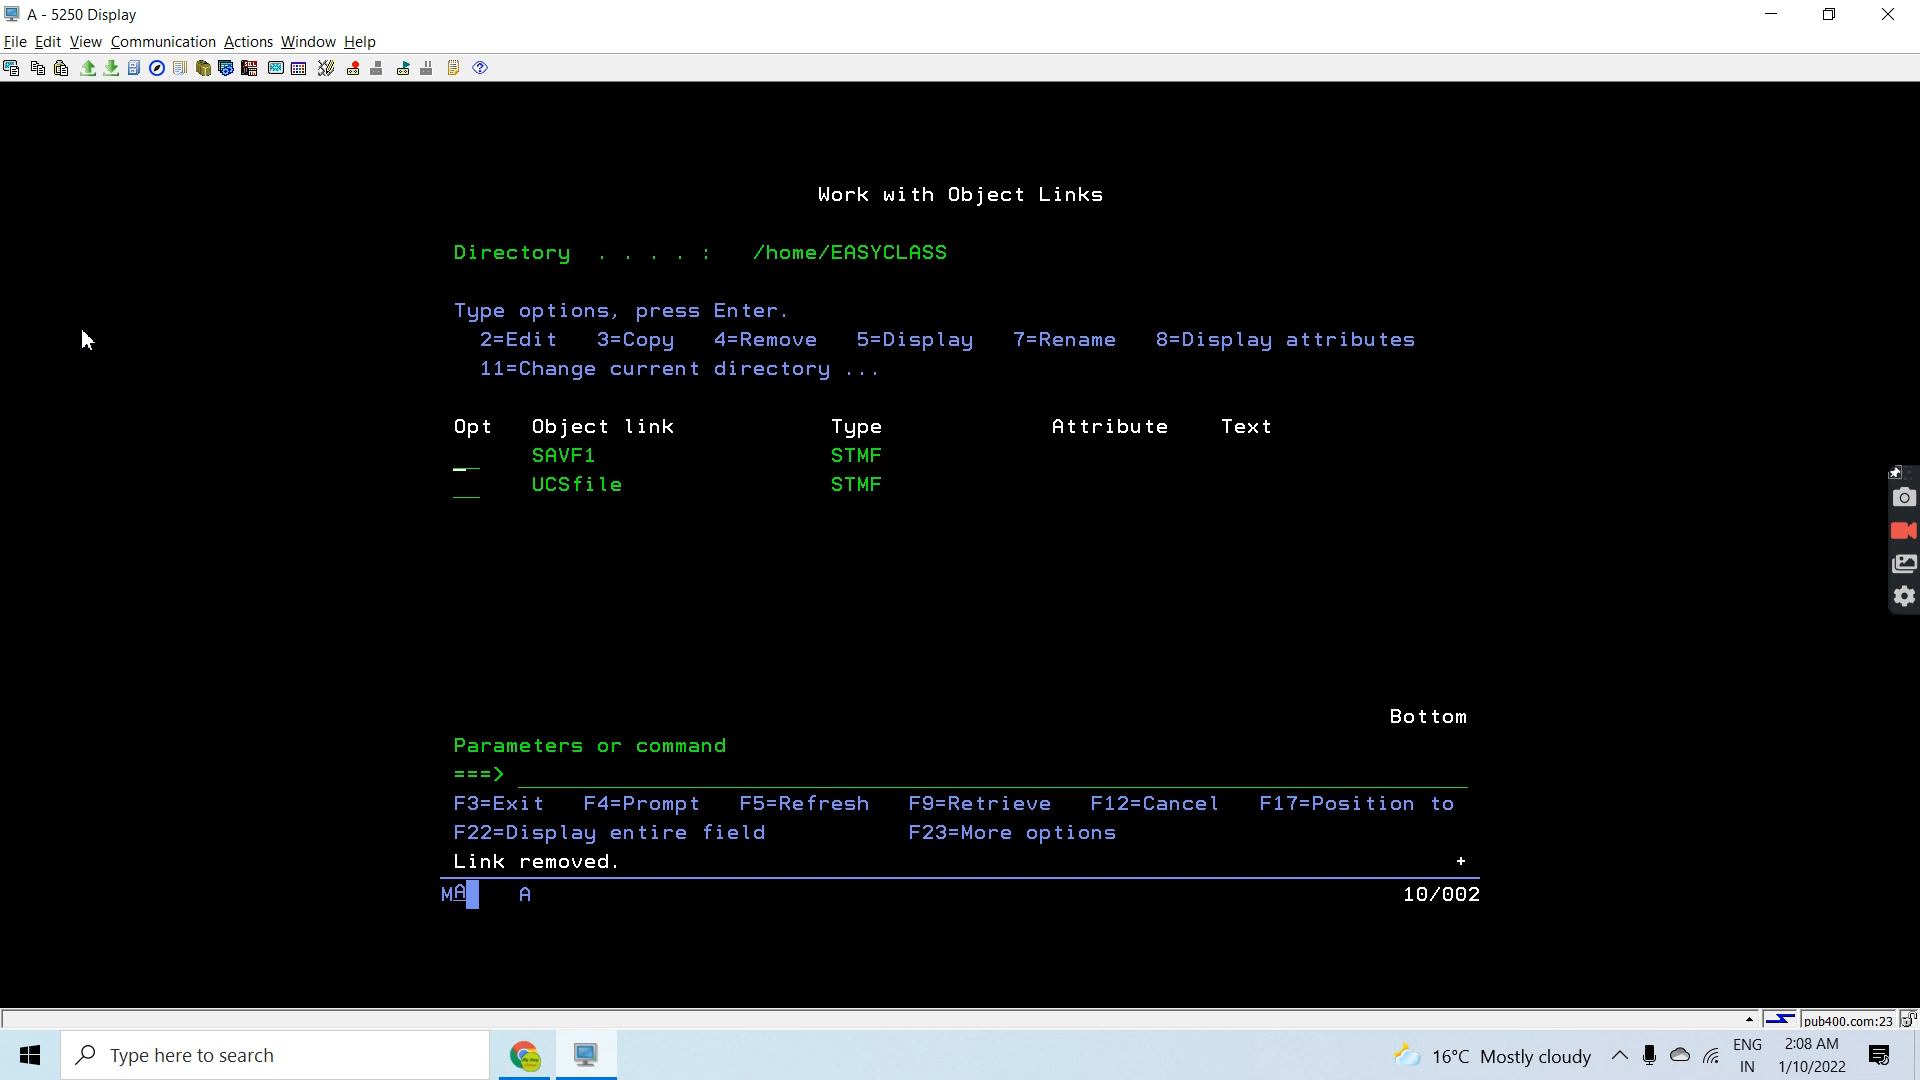 A - 5250 Display
File Edit View Communication Actions Window Help
Work with Object Links
Directory . . . . : /home/EASYCLASS
Type options, press Enter.
2=Edit 3=Copy 4=Remove 5=Display 7=Rename 8=Display attributes
11=Change current directory ...
Opt Object link Type Attribute Text
SAVF1 STMF
UCSfile STMF
Bottom
Parameters or command
===>
F3=Exit F4=Prompt F5=Refresh F9=Retrieve F12=Cancel F17=Position to
F22=Display entire field F23=More options
Link removed. +
MA A 10/002
pub400.com:23
Type here to search
16°C Mostly cloudy
ENG
IN
2:08 AM
1/10/2022